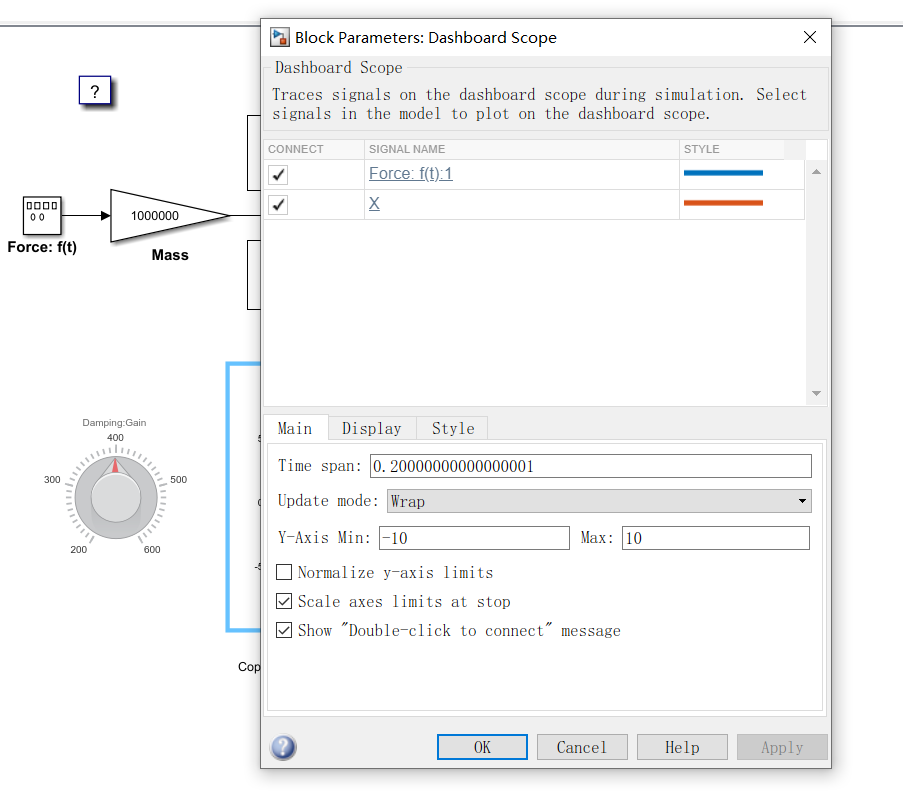 Block Parameters: Dashboard Scope
Dashboard Scope
Traces signals on the dashboard scope during simulation. Select
signals in the model to plot on the dashboard scope.
CONNECT SIGNAL NAME STYLE
Force: f(t):1
X
Main Display Style
Time span: 0.20000000000000001
Update mode: Wrap
Y-Axis Min: -10 Max: 10
Normalize y-axis limits
Scale axes limits at stop
Show "Double-click to connect" message
? OK Cancel Help Apply
?
1000000
Force: f(t)
Mass
Damping:Gain
400
300 500
200 600
Cop